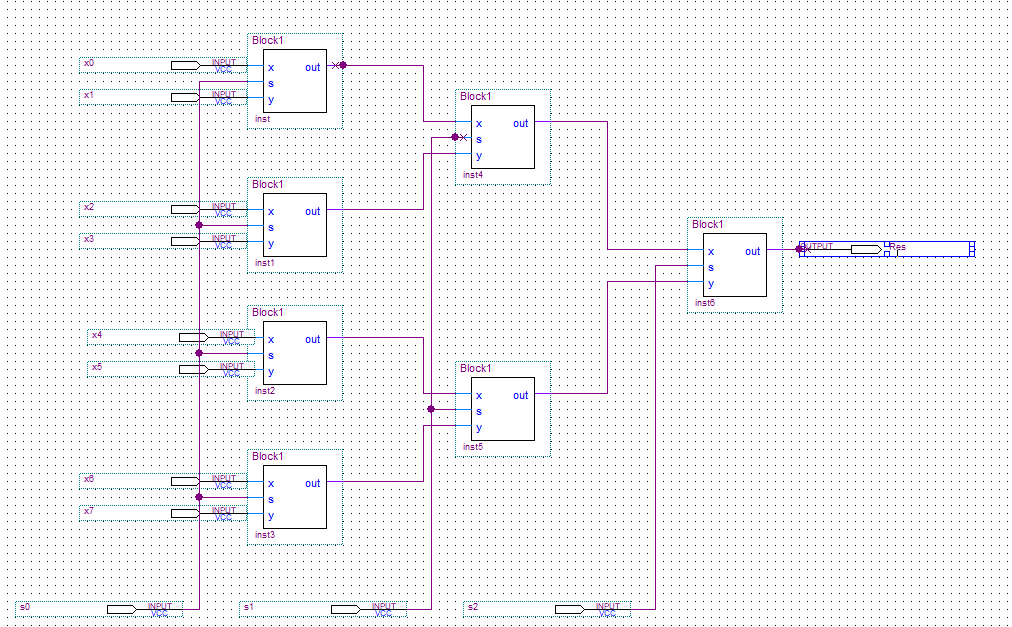 Block1
x0 INPUT
VCC
x out
s
x1 INPUT
VCC
y
inst
Block1
x out
s
y
inst4
Block1
x2 INPUT
VCC
x out
s
x3 INPUT
VCC
y
inst1
Block1
x out
s
y
inst6
OUTPUT Res
Block1
x4 INPUT
VCC
x out
s
x5 INPUT
VCC
y
inst2
Block1
x out
s
y
inst5
Block1
x6 INPUT
VCC
x out
s
x7 INPUT
VCC
y
inst3
s0 INPUT
VCC
s1 INPUT
VCC
s2 INPUT
VCC